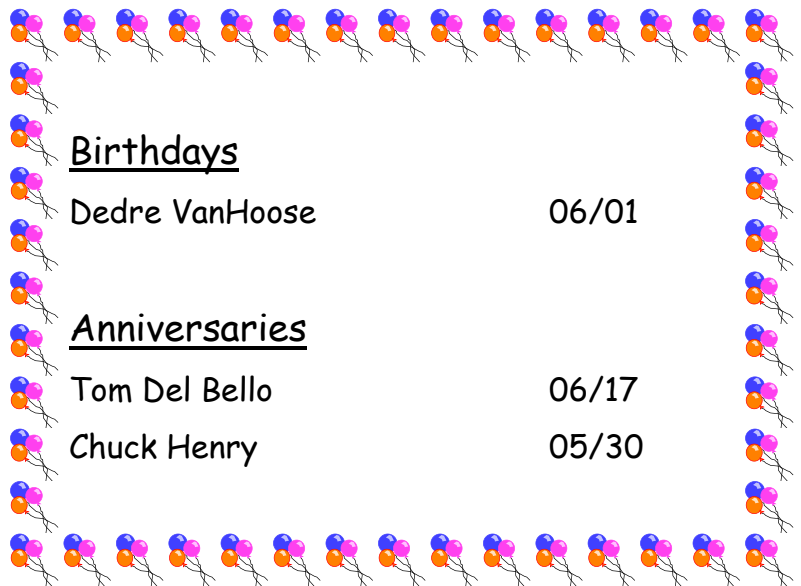 Birthdays
Dedre VanHoose 06/01
Anniversaries
Tom Del Bello 06/17
Chuck Henry 05/30